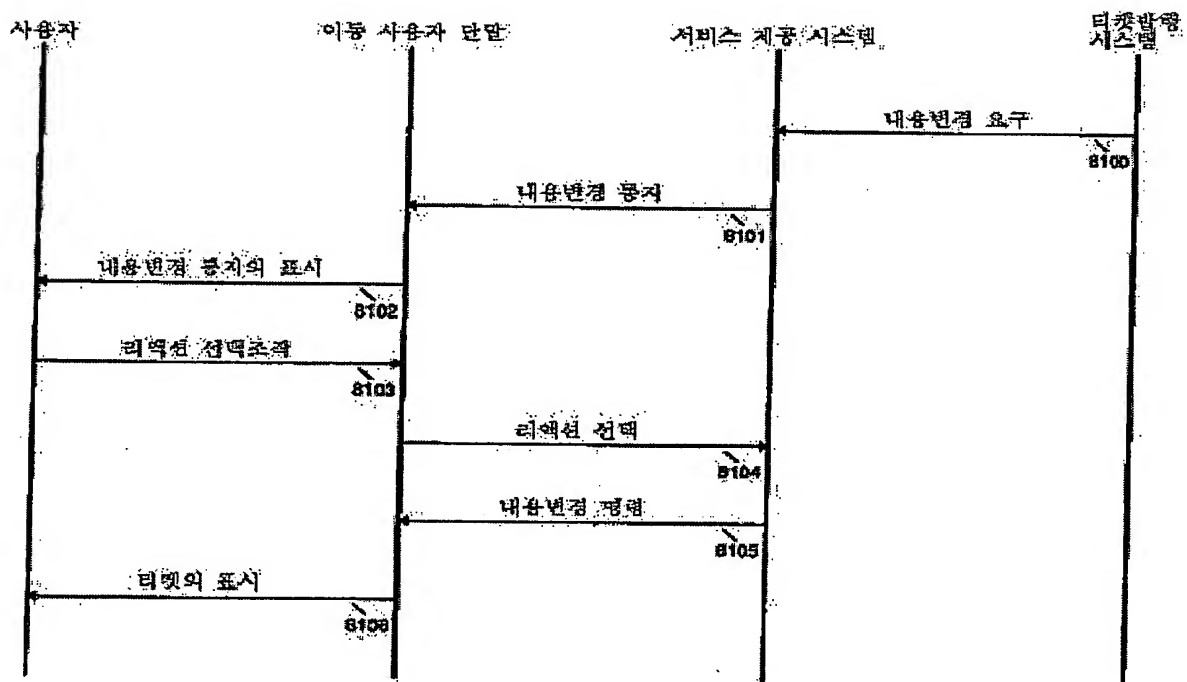 사용자
이동 사용자 단말
서비스 제공 시스템
티켓발행
시스템
내용변경 요구
8100
내용변경 통지
8101
내용변경 통지의 표시
8102
리액션 선택조작
8103
리액션 선택
8104
내용변경 명령
8105
티켓의 표시
8106